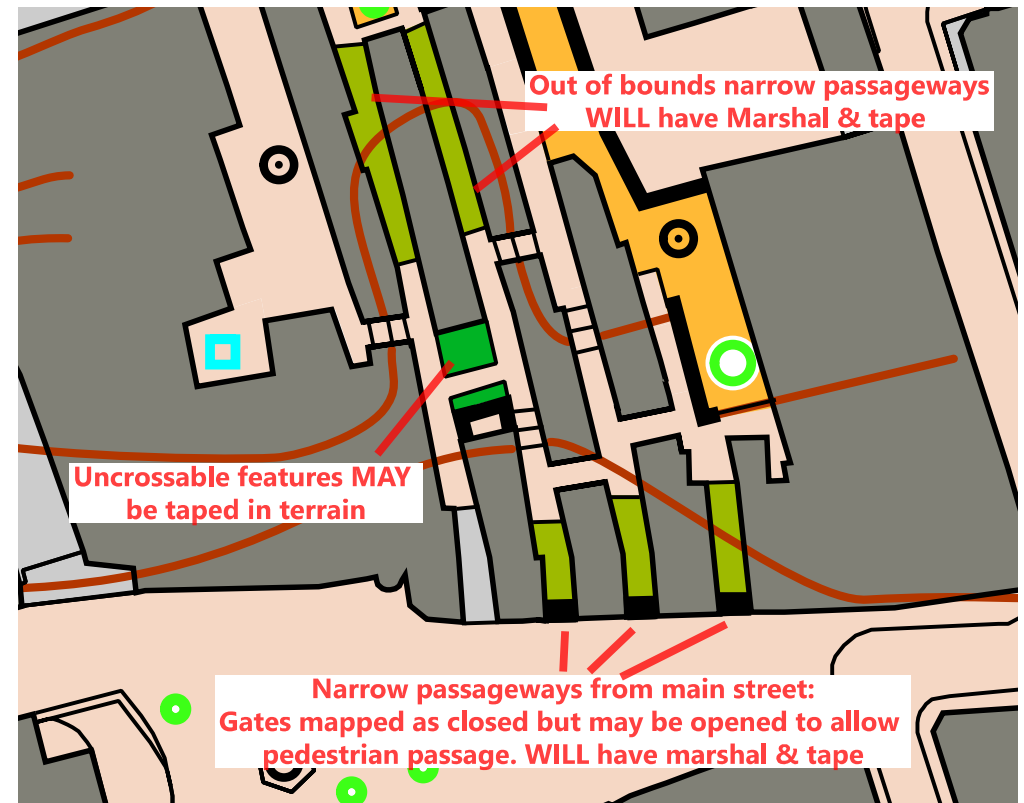 Out of bounds narrow passageways
WILL have Marshal & tape
Uncrossable features MAY
be taped in terrain
Narrow passageways from main street:
Gates mapped as closed but may be opened to allow
pedestrian passage. WILL have marshal & tape